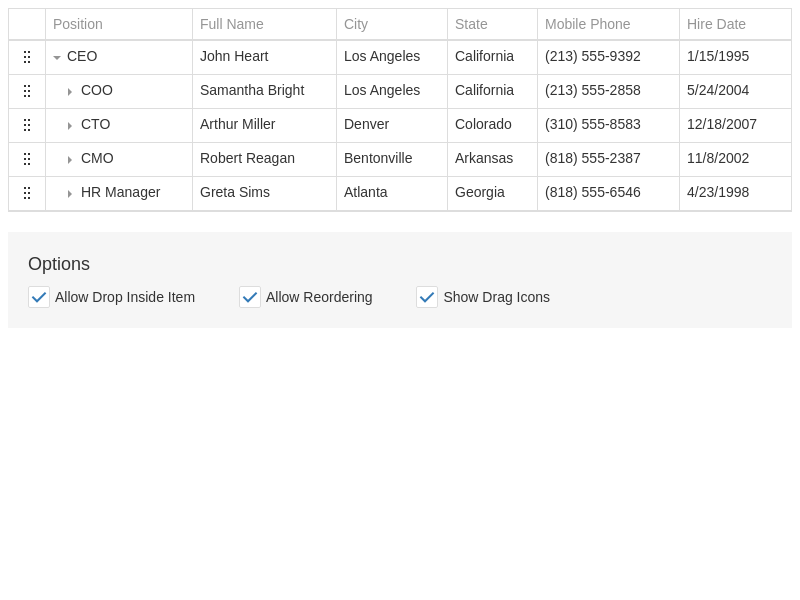 Position Full Name City State Mobile Phone Hire Date
CEO John Heart Los Angeles California (213) 555-9392 1/15/1995
COO Samantha Bright Los Angeles California (213) 555-2858 5/24/2004
CTO Arthur Miller Denver Colorado (310) 555-8583 12/18/2007
CMO Robert Reagan Bentonville Arkansas (818) 555-2387 11/8/2002
HR Manager Greta Sims Atlanta Georgia (818) 555-6546 4/23/1998
Options
Allow Drop Inside Item Allow Reordering Show Drag Icons